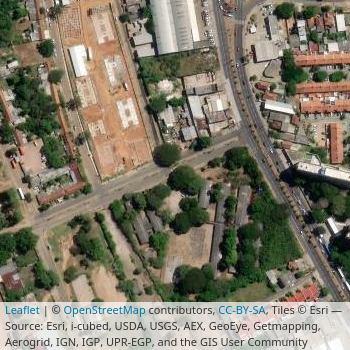 Leaflet | © OpenStreetMap contributors, CC-BY-SA, Tiles © Esri —
Source: Esri, i-cubed, USDA, USGS, AEX, GeoEye, Getmapping,
Aerogrid, IGN, IGP, UPR-EGP, and the GIS User Community